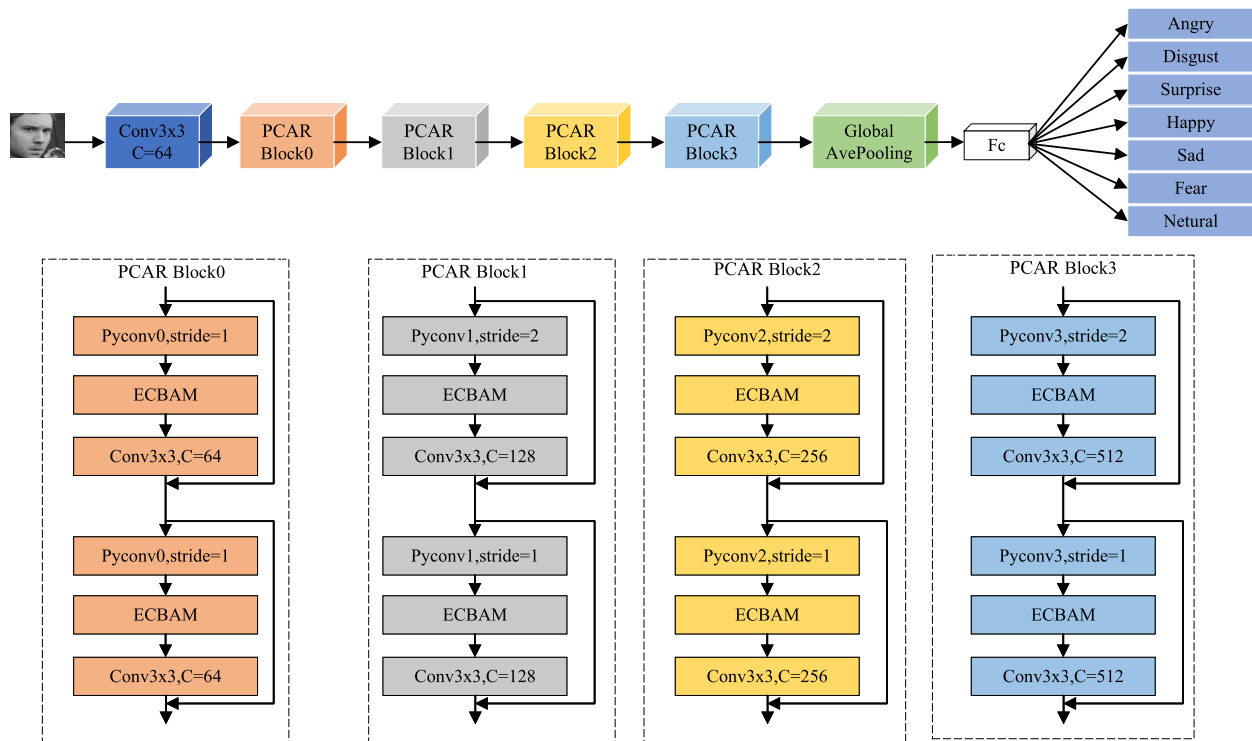 Conv3x3
C=64
PCAR
Block0
PCAR
Block1
PCAR
Block2
PCAR
Block3
Global
AvePooling
Fc
Angry
Disgust
Surprise
Happy
Sad
Fear
Netural
PCAR Block0
Pyconv0,stride=1
ECBAM
Conv3x3,C=64
Pyconv0,stride=1
ECBAM
Conv3x3,C=64
PCAR Block1
Pyconv1,stride=2
ECBAM
Conv3x3,C=128
Pyconv1,stride=1
ECBAM
Conv3x3,C=128
PCAR Block2
Pyconv2,stride=2
ECBAM
Conv3x3,C=256
Pyconv2,stride=1
ECBAM
Conv3x3,C=256
PCAR Block3
Pyconv3,stride=2
ECBAM
Conv3x3,C=512
Pyconv3,stride=1
ECBAM
Conv3x3,C=512